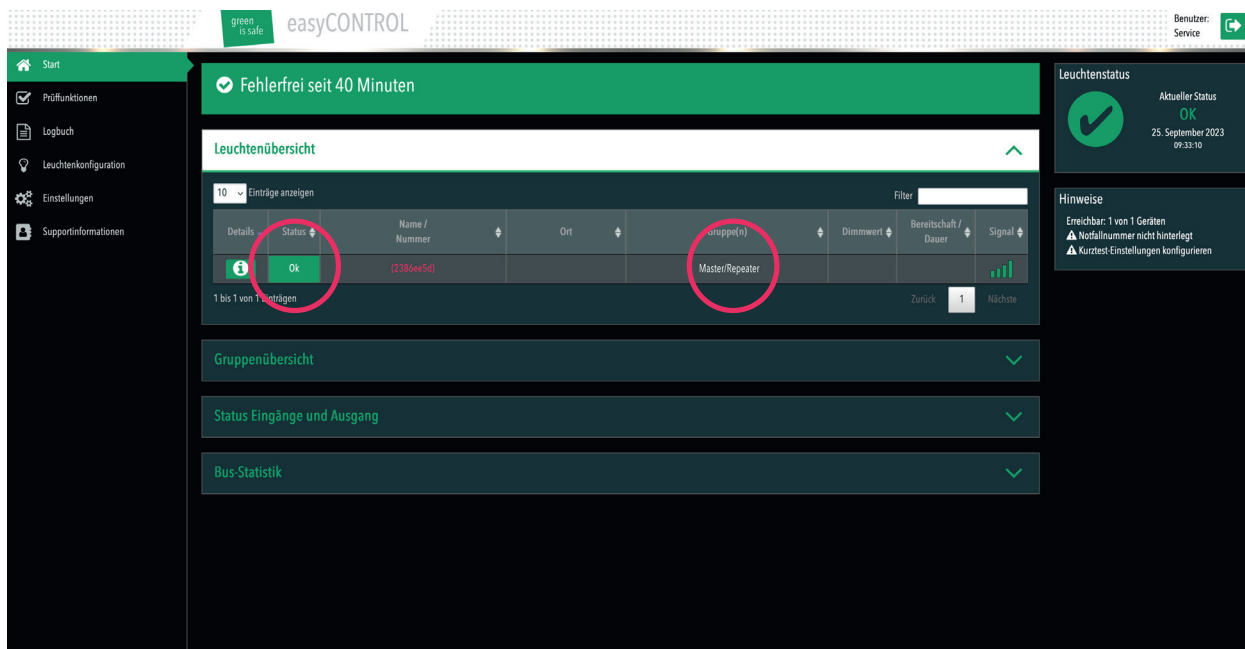 green
is safe
easyCONTROL
Benutzer:
Service
Start
Prüffunktionen
Logbuch
Leuchtenkonfiguration
Einstellungen
Supportinformationen
Fehlerfrei seit 40 Minuten
Leuchtenübersicht
10 Einträge anzeigen
Filter
Details Status Name / Nummer Ort Gruppe(n) Dimmwert Bereitschaft / Dauer Signal
Ok (2386ee5d) Master/Repeater
1 bis 1 von 1 Einträgen
Zurück 1 Nächste
Gruppenübersicht
Status Eingänge und Ausgang
Bus-Statistik
Leuchtenstatus
Aktueller Status
OK
25. September 2023
09:33:10
Hinweise
Erreichbar: 1 von 1 Geräten
Notfallnummer nicht hinterlegt
Kurztest-Einstellungen konfigurieren